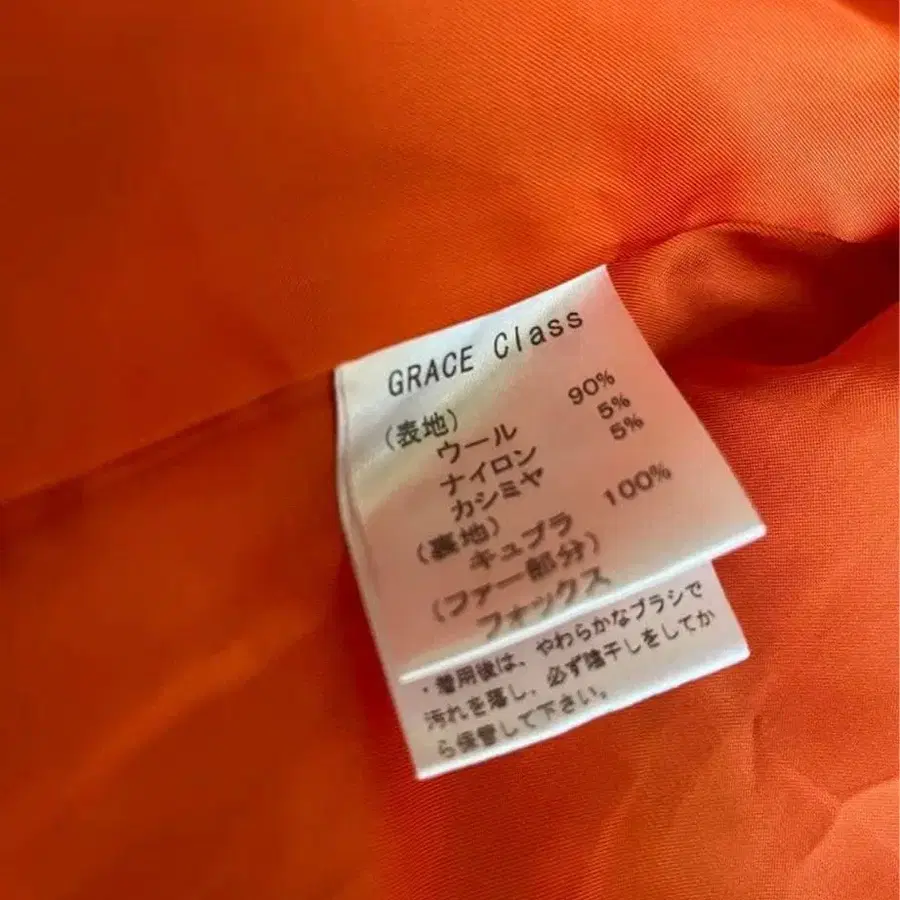 GRACE Class
(表地)
ウール 90%
ナイロン 5%
カシミヤ 5%
(裏地)
キュプラ 100%
(ファー部分)
フォックス
・着用後は、やわらかなブラシで
汚れを落し、必ず陰干しをしてか
ら保管して下さい。